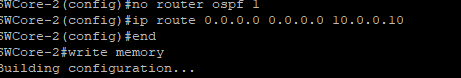 SWCore-2(config)#no router ospf 1
SWCore-2(config)#ip route 0.0.0.0 0.0.0.0 10.0.0.10
SWCore-2(config)#end
SWCore-2#write memory
Building configuration...